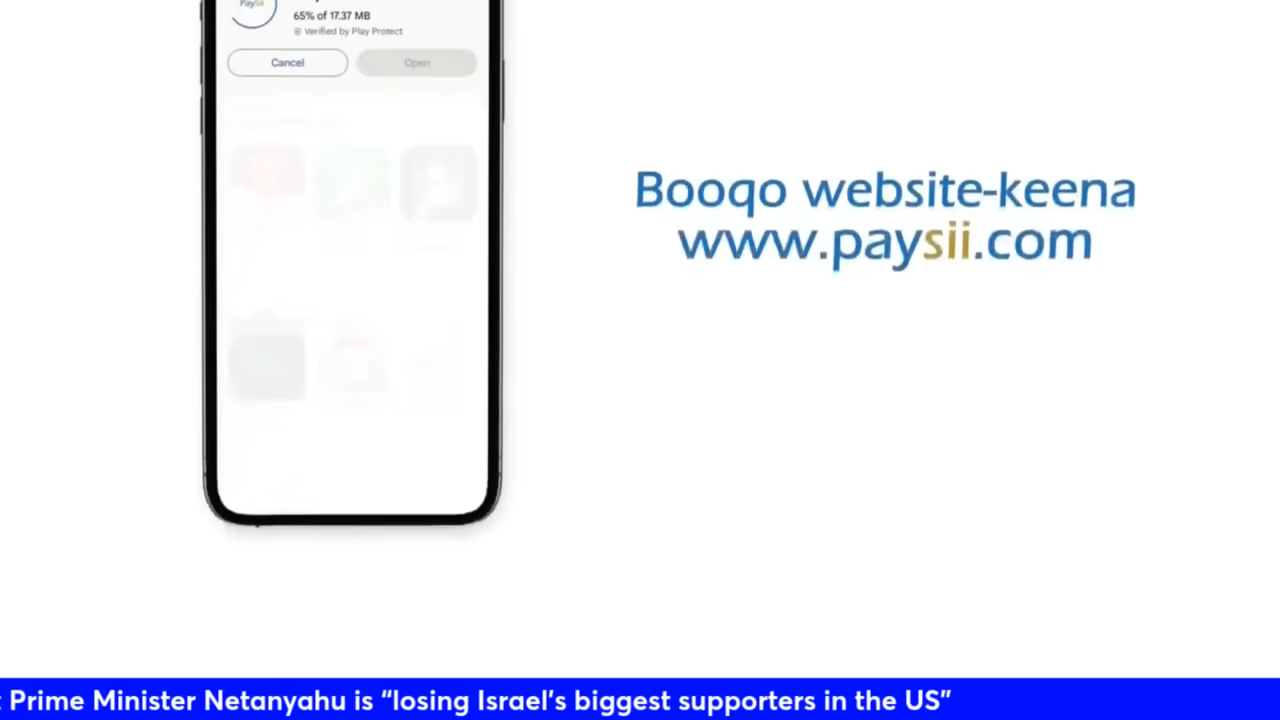 PaySii
65% of 17.37 MB
Verified by Play Protect
Cancel
Open
Booqo website-keena
www.paysii.com
Prime Minister Netanyahu is “losing Israel’s biggest supporters in the US”